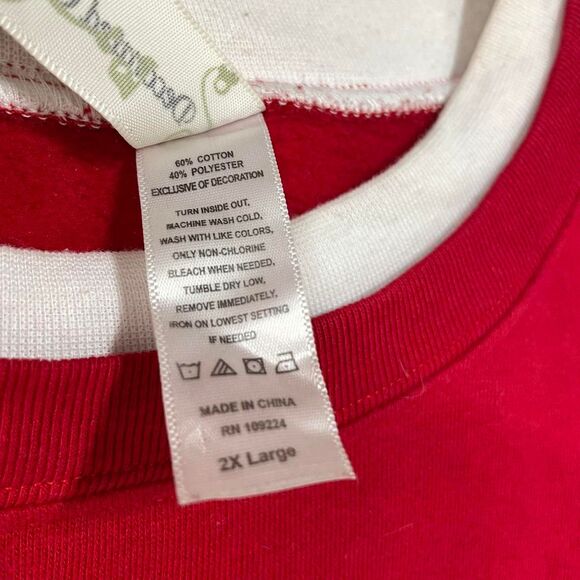 60% COTTON
40% POLYESTER
EXCLUSIVE OF DECORATION
TURN INSIDE OUT,
MACHINE WASH COLD,
WASH WITH LIKE COLORS,
ONLY NON-CHLORINE
BLEACH WHEN NEEDED,
TUMBLE DRY LOW,
REMOVE IMMEDIATELY,
IRON ON LOWEST SETTING
IF NEEDED
MADE IN CHINA
RN 109224
2X Large